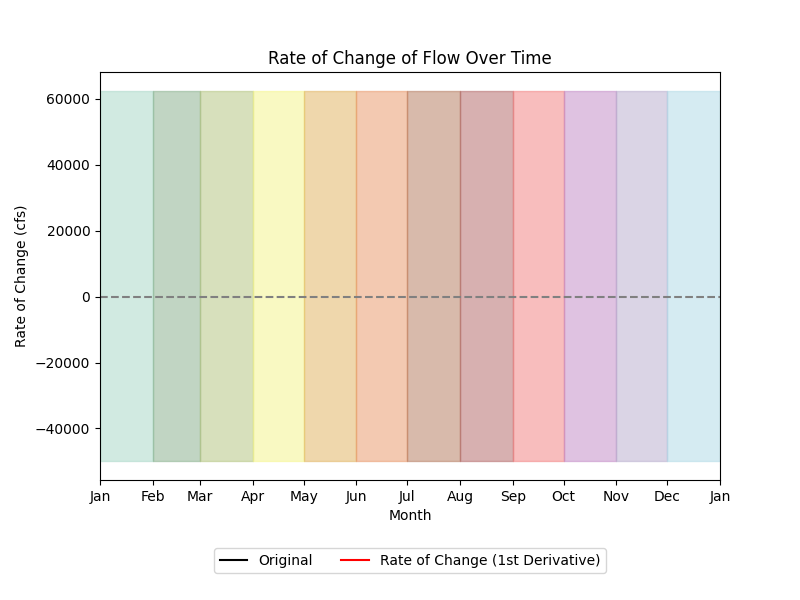 Rate of Change of Flow Over Time
Rate of Change (cfs)
60000
40000
20000
0
−20000
−40000
Jan Feb Mar Apr May Jun Jul Aug Sep Oct Nov Dec Jan
Month
Original Rate of Change (1st Derivative)